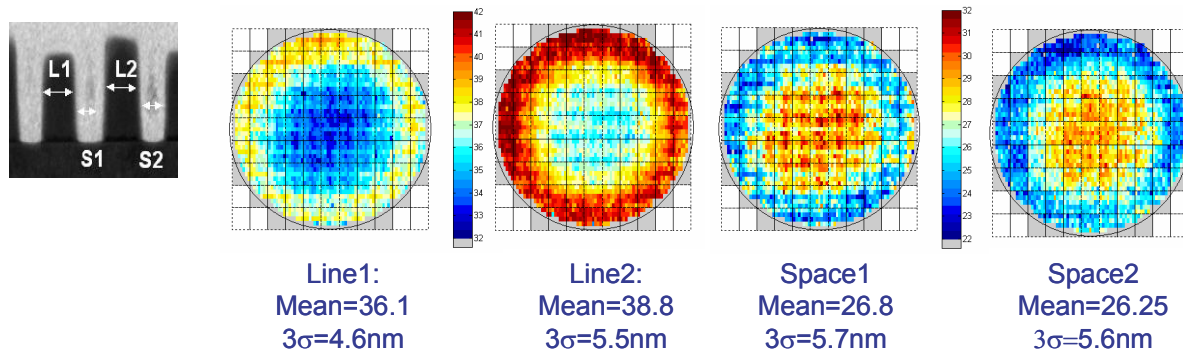 L1
L2
S1
S2
42
41
40
39
38
37
36
35
34
33
32
32
31
30
29
28
27
26
25
24
23
22
Line1:
Mean=36.1
3σ=4.6nm
Line2:
Mean=38.8
3σ=5.5nm
Space1
Mean=26.8
3σ=5.7nm
Space2
Mean=26.25
3σ=5.6nm